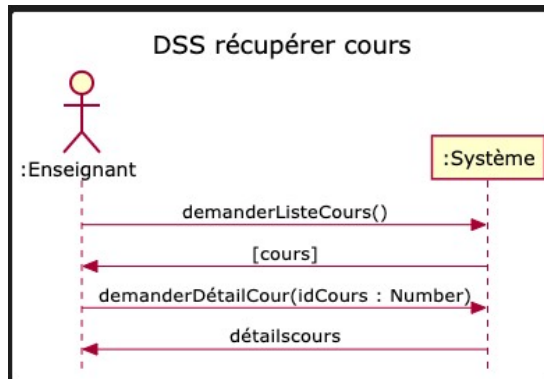 DSS récupérer cours
:Enseignant
:Système
demanderListeCours()
[cours]
demanderDétailCour(idCours : Number)
détailscours